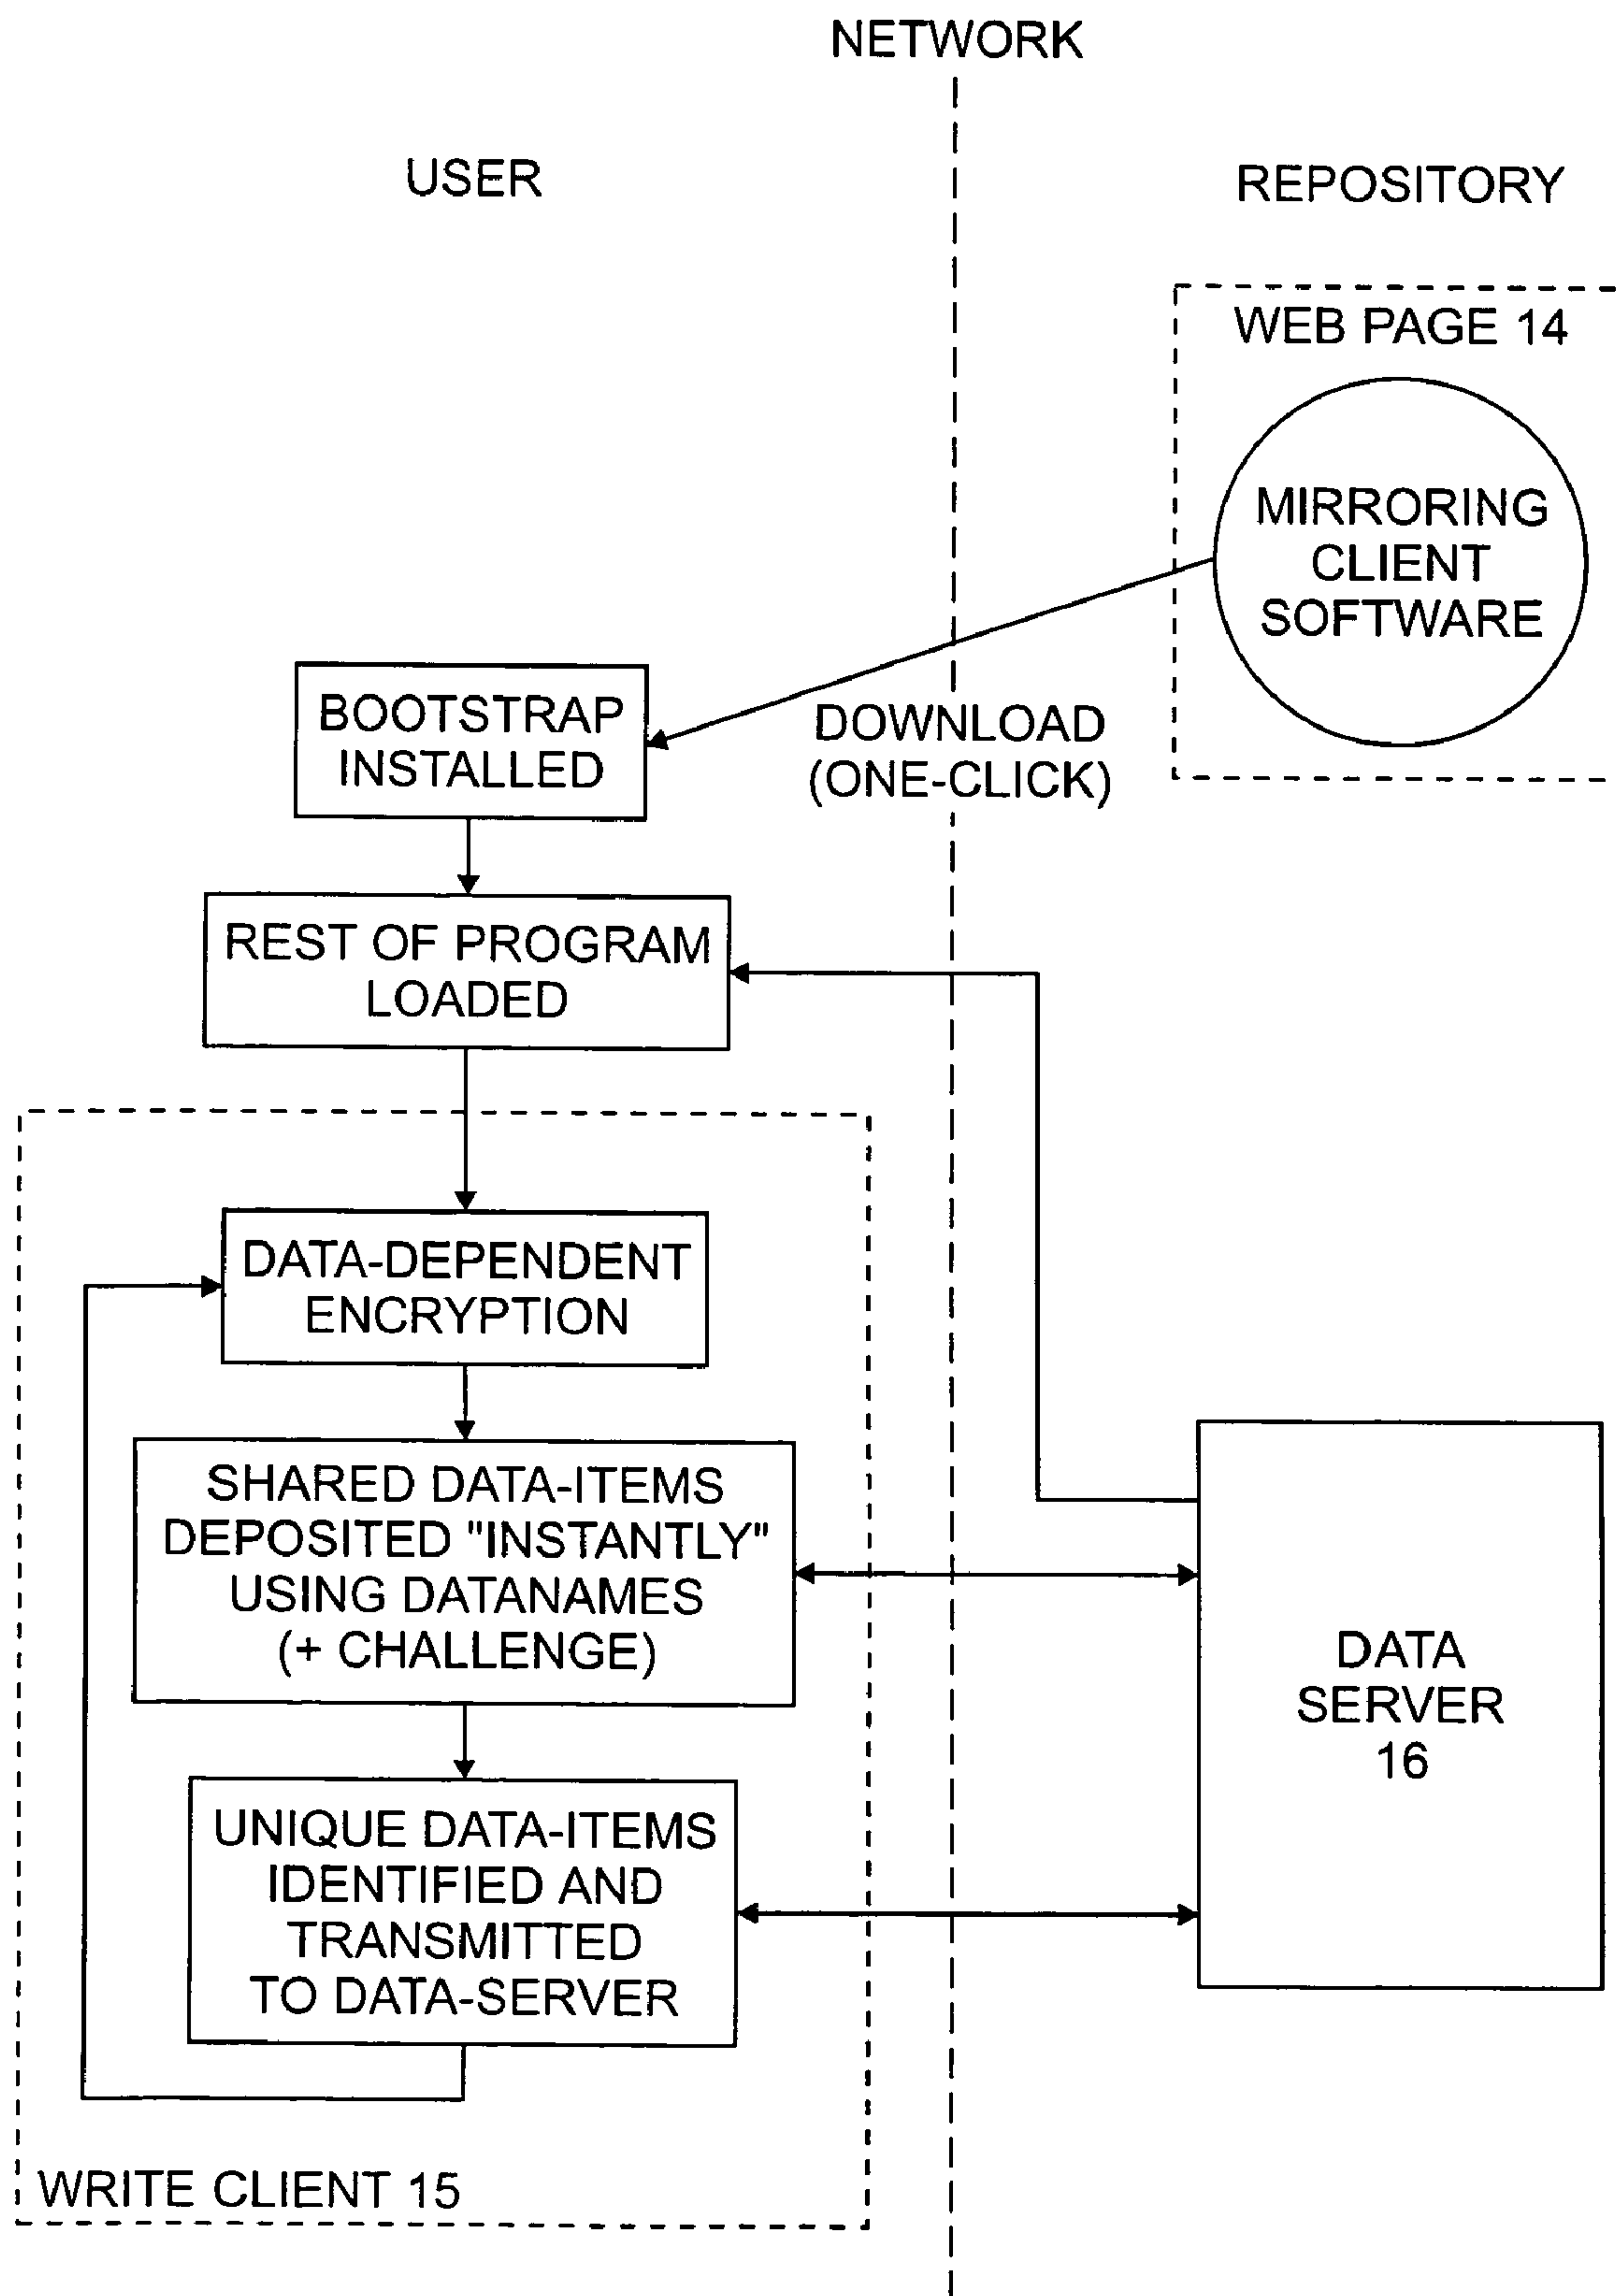 NETWORK
USER
REPOSITORY
WEB PAGE 14
MIRRORING
CLIENT
SOFTWARE
BOOTSTRAP
INSTALLED
DOWNLOAD
(ONE-CLICK)
REST OF PROGRAM
LOADED
DATA-DEPENDENT
ENCRYPTION
SHARED DATA-ITEMS
DEPOSITED "INSTANTLY"
USING DATANAMES
(+ CHALLENGE)
DATA
SERVER
16
UNIQUE DATA-ITEMS
IDENTIFIED AND
TRANSMITTED
TO DATA-SERVER
WRITE CLIENT 15